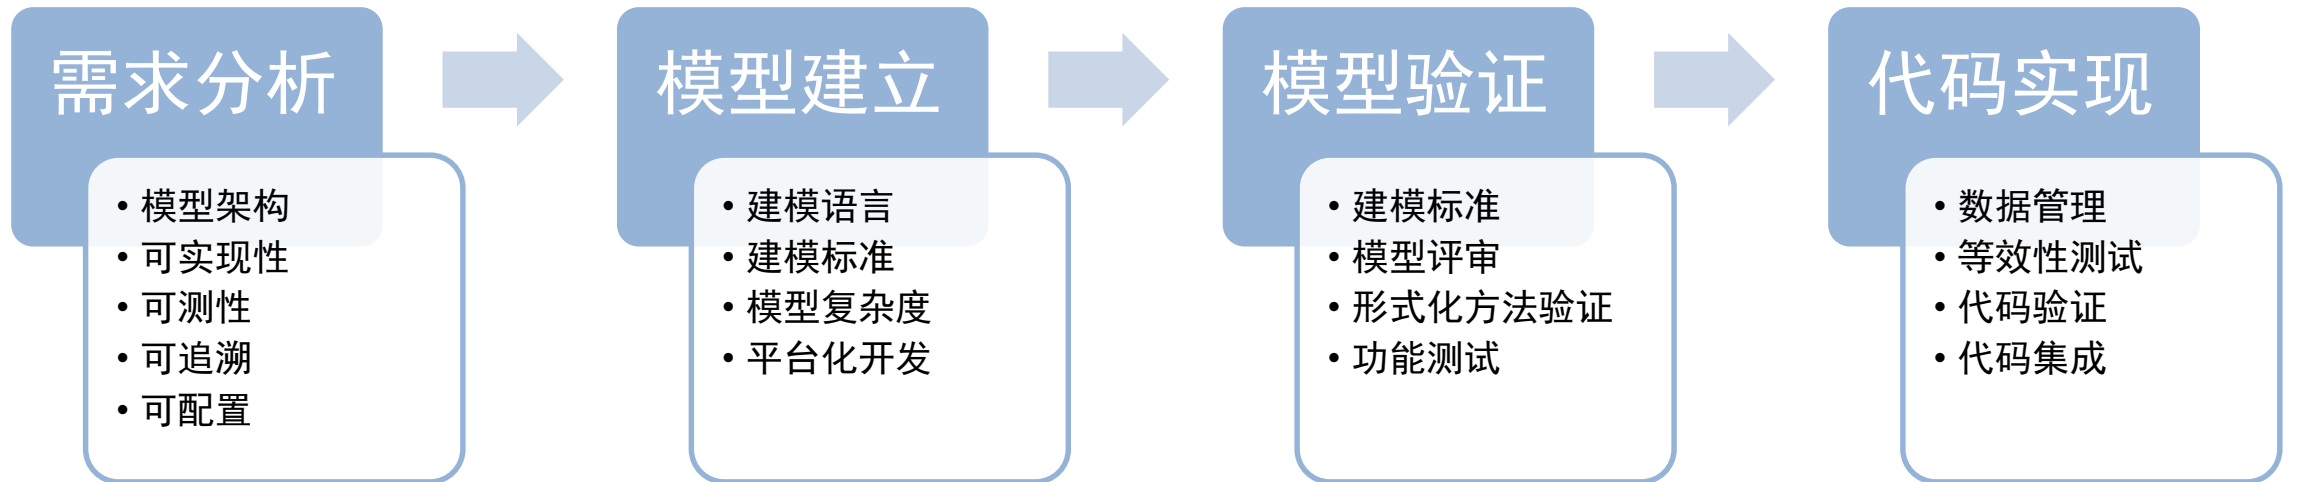 需求分析
• 模型架构
• 可实现性
• 可测性
• 可追溯
• 可配置
模型建立
• 建模语言
• 建模标准
• 模型复杂度
• 平台化开发
模型验证
• 建模标准
• 模型评审
• 形式化方法验证
• 功能测试
代码实现
• 数据管理
• 等效性测试
• 代码验证
• 代码集成